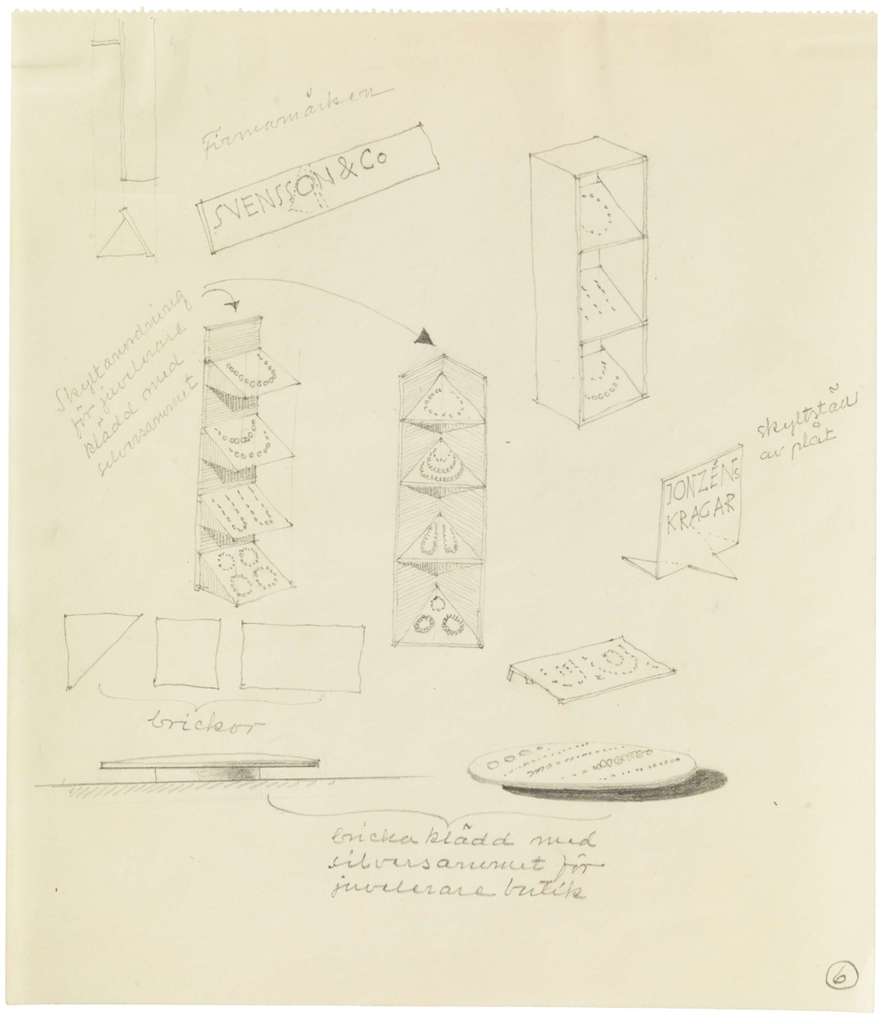 Firmamärken
SVENSSON & Co
Skyltanordning
för juvelerare
klädd med
silversammet
skyltställ
av plåt
JONZÉNs
KRAGAR
brickor
bricka klädd med
silversammet för
juvelerare butik
6